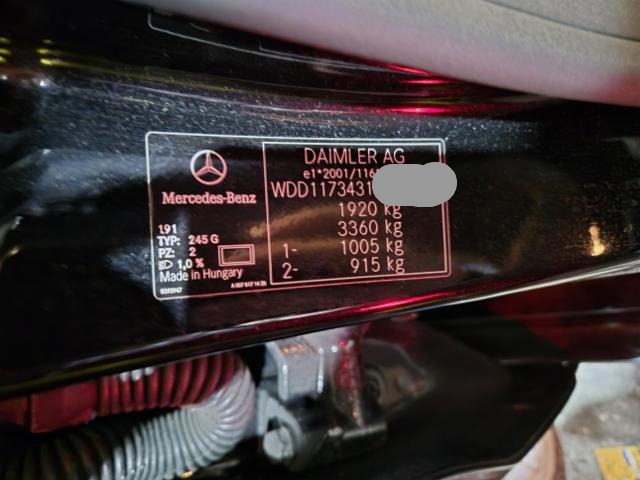 DAIMLER AG
e1*2001/116
WDD1173431
1920 kg
3360 kg
1- 1005 kg
2- 915 kg
Mercedes-Benz
191
TYP: 245 G
PZ: 2
1,0 %
Made in Hungary